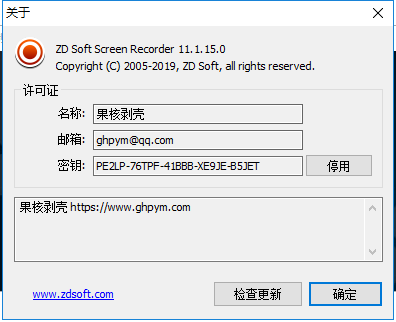 关于
ZD Soft Screen Recorder 11.1.15.0
Copyright (C) 2005-2019, ZD Soft, all rights reserved.
许可证
名称: 果核剥壳
邮箱: ghpym@qq.com
密钥: PE2LP-76TPF-41BBB-XE9JE-B5JET 停用
果核剥壳 https://www.ghpym.com
www.zdsoft.com 检查更新 确定